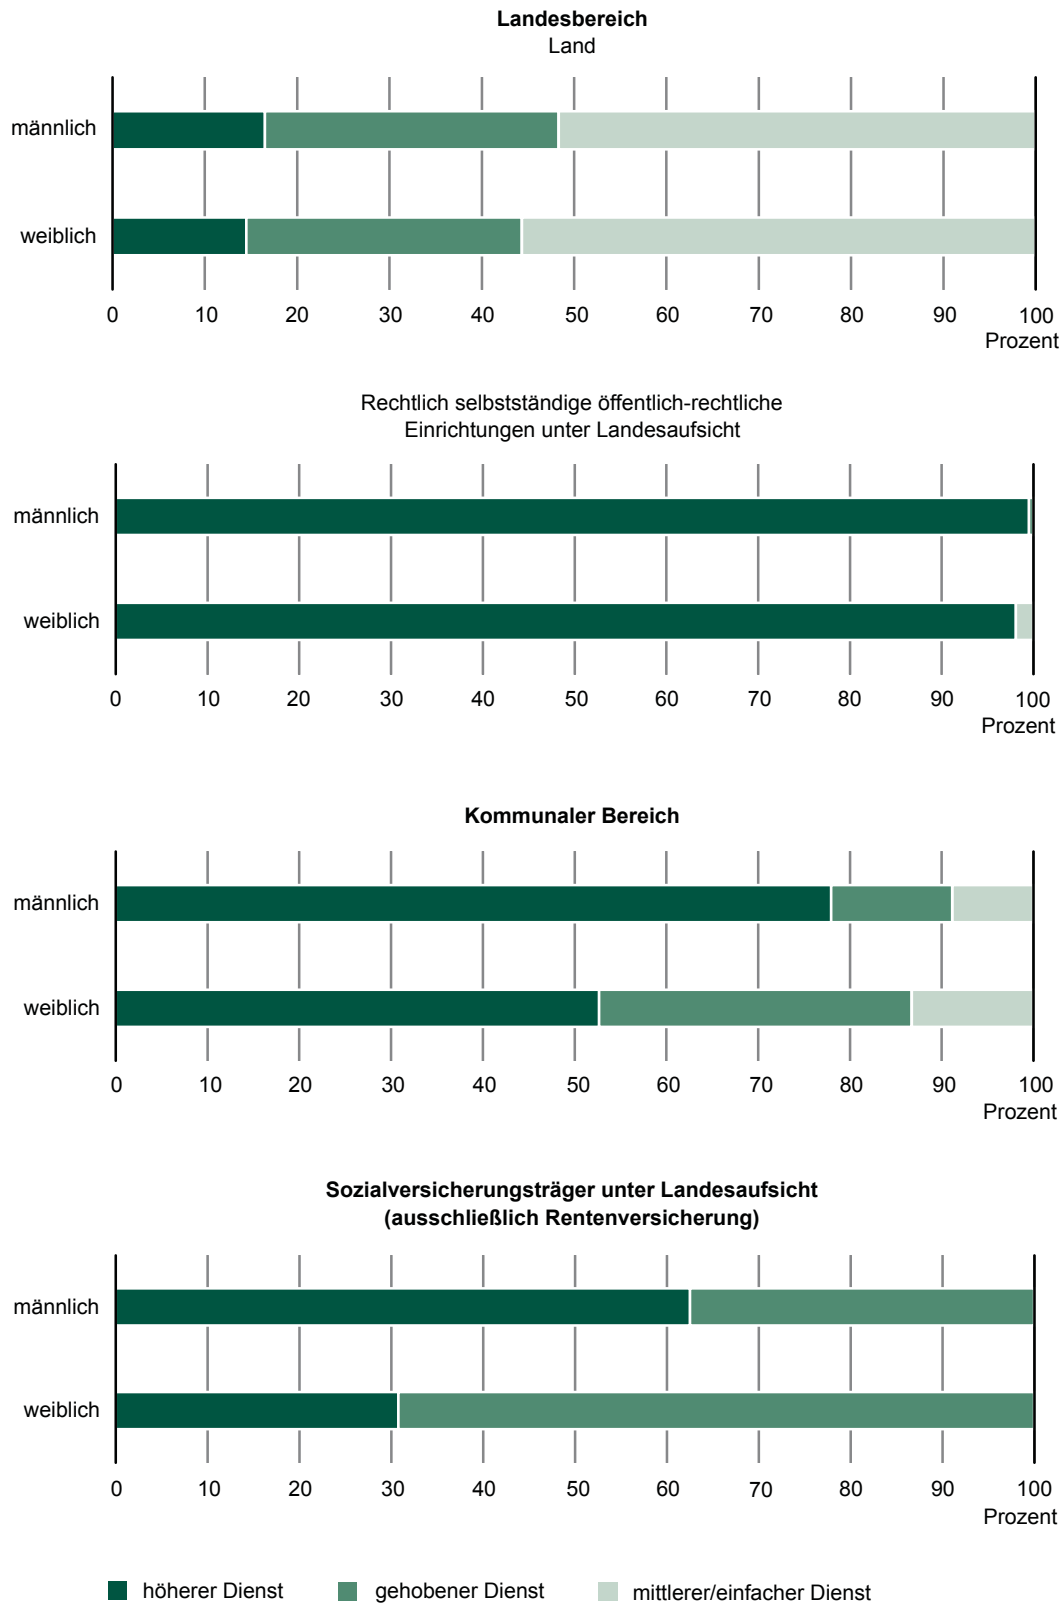 Landesbereich
Land
männlich
weiblich
0 10 20 30 40 50 60 70 80 90 100
Prozent
Rechtlich selbstständige öffentlich-rechtliche
Einrichtungen unter Landesaufsicht
männlich
weiblich
0 10 20 30 40 50 60 70 80 90 100
Prozent
Kommunaler Bereich
männlich
weiblich
0 10 20 30 40 50 60 70 80 90 100
Prozent
Sozialversicherungsträger unter Landesaufsicht
(ausschließlich Rentenversicherung)
männlich
weiblich
0 10 20 30 40 50 60 70 80 90 100
Prozent
höherer Dienst gehobener Dienst mittlerer/einfacher Dienst